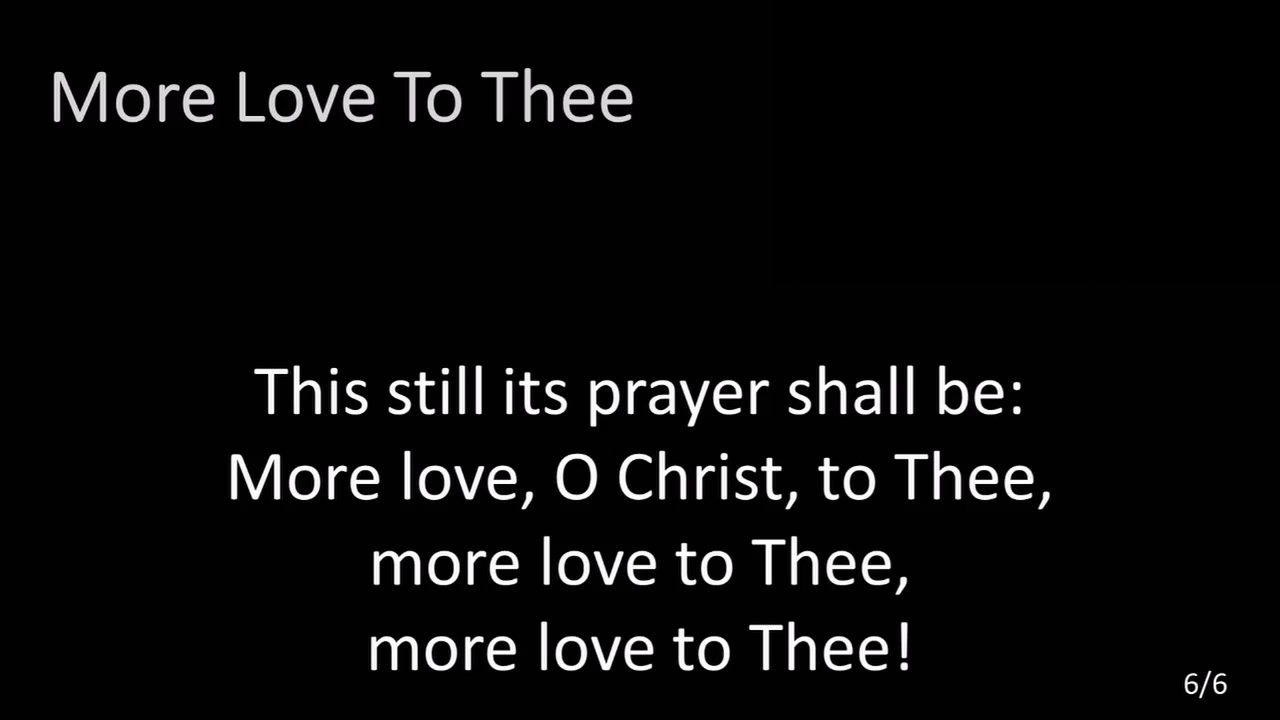 More Love To Thee
This still its prayer shall be:
More love, O Christ, to Thee,
more love to Thee,
more love to Thee!
6/6